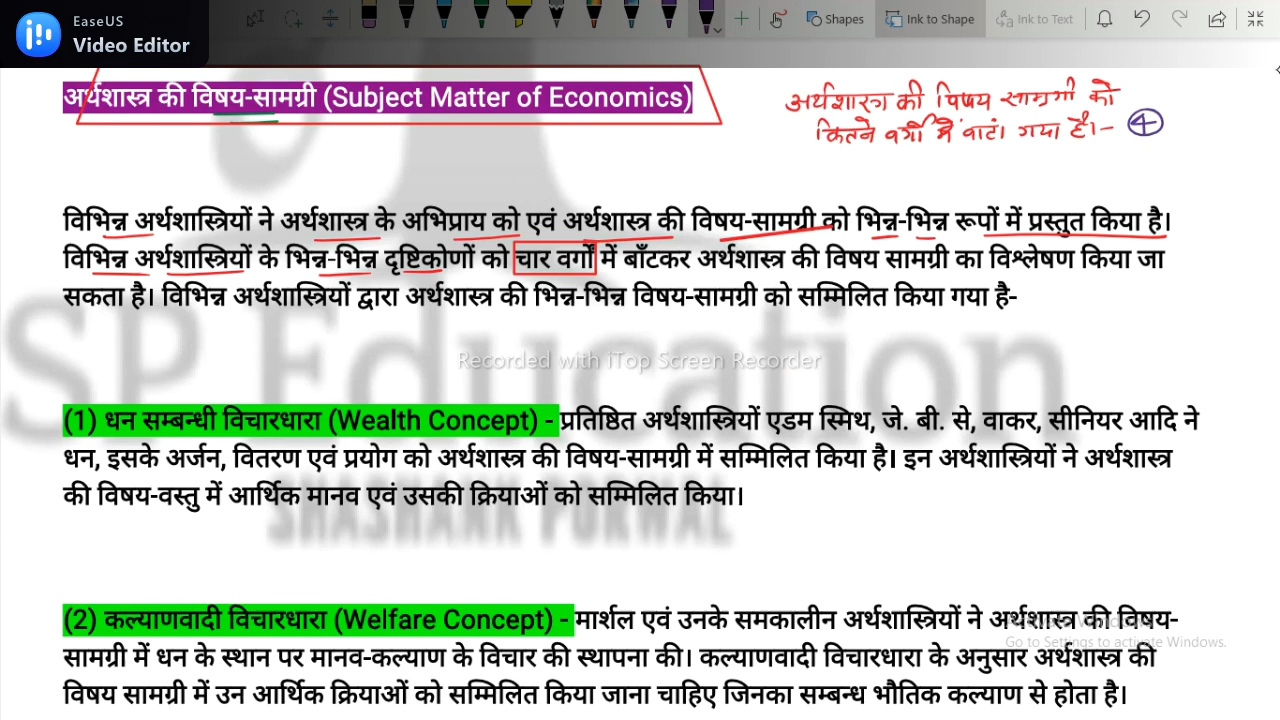 EaseUS
Video Editor
Shapes
Ink to Shape
Ink to Text
अर्थशास्त्र की विषय-सामग्री (Subject Matter of Economics)
अर्थशास्त्र की विषय सामग्री को
कितने वर्गों में बाटां गया है।- 4
विभिन्न अर्थशास्त्रियों ने अर्थशास्त्र के अभिप्राय को एवं अर्थशास्त्र की विषय-सामग्री को भिन्न-भिन्न रूपों में प्रस्तुत किया है।
विभिन्न अर्थशास्त्रियों के भिन्न-भिन्न दृष्टिकोणों को चार वर्गों में बाँटकर अर्थशास्त्र की विषय सामग्री का विश्लेषण किया जा
सकता है। विभिन्न अर्थशास्त्रियों द्वारा अर्थशास्त्र की भिन्न-भिन्न विषय-सामग्री को सम्मिलित किया गया है-
SP Education
Recorded with iTop Screen Recorder
(1) धन सम्बन्धी विचारधारा (Wealth Concept) - प्रतिष्ठित अर्थशास्त्रियों एडम स्मिथ, जे. बी. से, वाकर, सीनियर आदि ने
धन, इसके अर्जन, वितरण एवं प्रयोग को अर्थशास्त्र की विषय-सामग्री में सम्मिलित किया है। इन अर्थशास्त्रियों ने अर्थशास्त्र
की विषय-वस्तु में आर्थिक मानव एवं उसकी क्रियाओं को सम्मिलित किया।
SHASHANK PORWAL
(2) कल्याणवादी विचारधारा (Welfare Concept) - मार्शल एवं उनके समकालीन अर्थशास्त्रियों ने अर्थशास्त्र की विषय-
Activate Windows
सामग्री में धन के स्थान पर मानव-कल्याण के विचार की स्थापना की। कल्याणवादी विचारधारा के अनुसार अर्थशास्त्र की
Go to Settings to activate Windows.
विषय सामग्री में उन आर्थिक क्रियाओं को सम्मिलित किया जाना चाहिए जिनका सम्बन्ध भौतिक कल्याण से होता है।